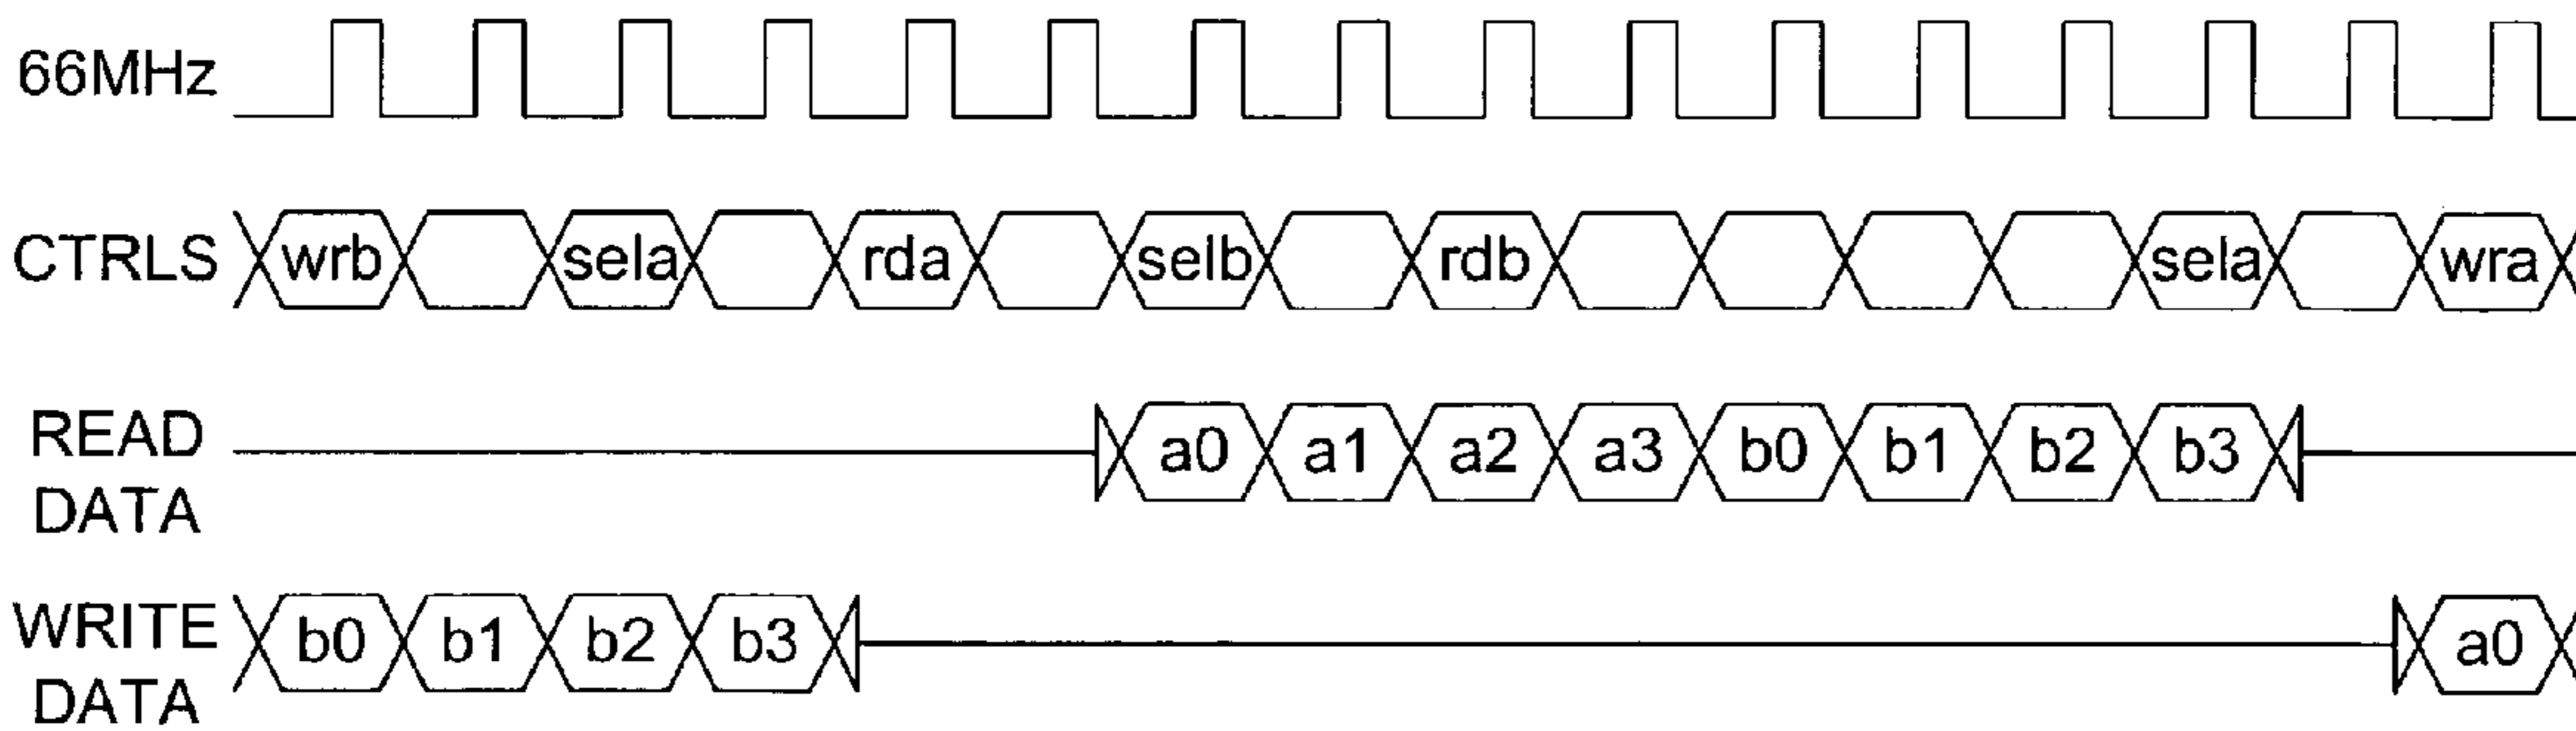 66MHz
CTRLS wrb sela rda selb rdb sela wra
READ DATA a0 a1 a2 a3 b0 b1 b2 b3
WRITE DATA b0 b1 b2 b3 a0